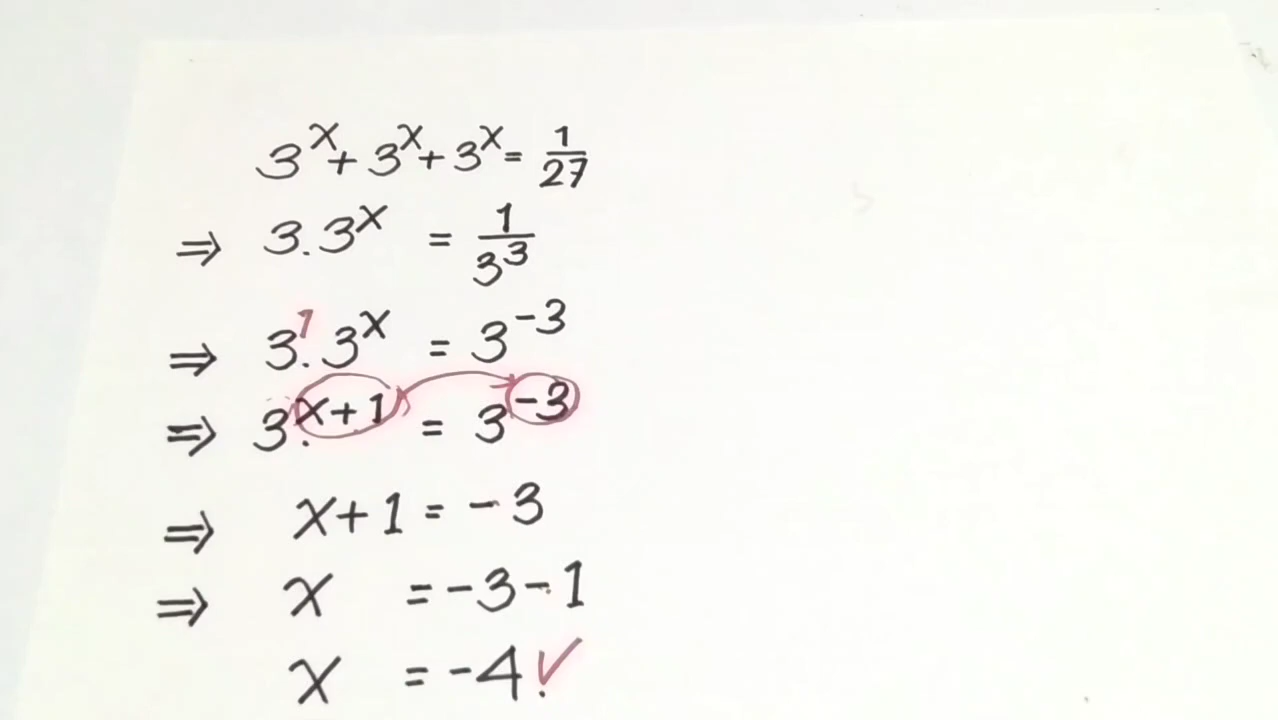 3^x + 3^x + 3^x = 1/27
⇒ 3.3^x = 1/3^3
⇒ 3^1.3^x = 3^-3
⇒ 3.^x+1 = 3^-3
⇒ x+1 = -3
⇒ x = -3-1
x = -4 ✓.